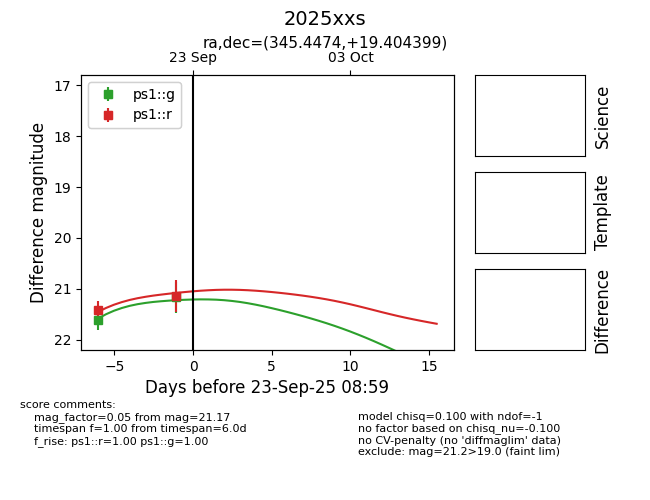 2025xxs
ra,dec=(345.4474,+19.404399)
23 Sep
03 Oct
ps1::g
ps1::r
17
18
19
20
21
22
Difference magnitude
−5
0
5
10
15
Days before 23-Sep-25 08:59
Science
Template
Difference
score comments:
mag_factor=0.05 from mag=21.17
timespan f=1.00 from timespan=6.0d
f_rise: ps1::r=1.00 ps1::g=1.00
model chisq=0.100 with ndof=-1
no factor based on chisq_nu=-0.100
no CV-penalty (no 'diffmaglim' data)
exclude: mag=21.2>19.0 (faint lim)